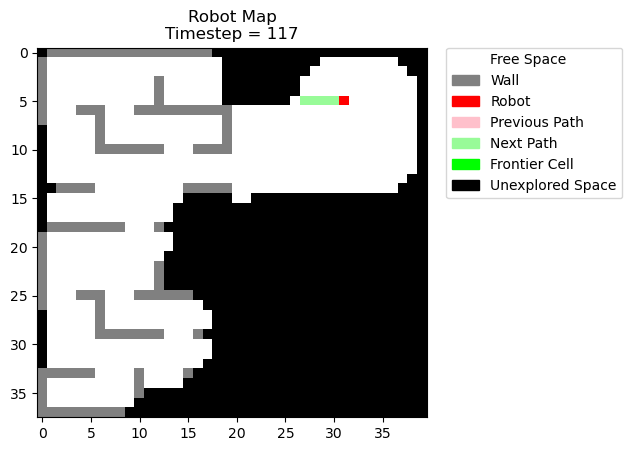 Robot Map
Timestep = 117
0
5
10
15
20
25
30
35
0
5
10
15
20
25
30
35
Free Space
Wall
Robot
Previous Path
Next Path
Frontier Cell
Unexplored Space